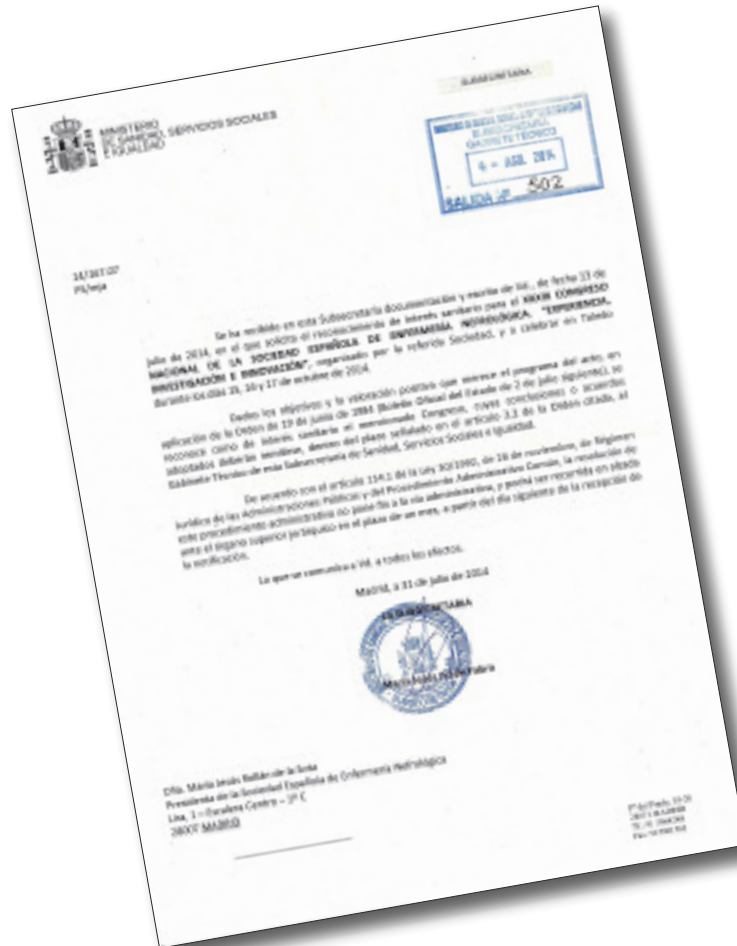 SUBSECRETARIA
MINISTERIO
DE SANIDAD, SERVICIOS SOCIALES
E IGUALDAD
SUBSECRETARIA
GABINETE TÉCNICO
4 - AGO. 2014
SALIDA Nº 502
Se ha recibido en esta Subsecretaría documentación y escrito de Vd., de fecha 13 de
julio de 2014, en el que solicita el reconocimiento de interés sanitario para el XXXIX CONGRESO
NACIONAL DE LA SOCIEDAD ESPAÑOLA DE ENFERMERÍA NEFROLÓGICA. "EXPERIENCIA,
INVESTIGACIÓN E INNOVACIÓN", organizado por la referida Sociedad, y a celebrar en Toledo
durante los días 15, 16 y 17 de octubre de 2014.
Dados los objetivos y la valoración positiva que merece el programa del acto, en
aplicación de la Orden de 19 de junio de 1984 (Boletín Oficial del Estado de 2 de julio siguiente), se
reconoce como de interés sanitario el mencionado Congreso, cuyas conclusiones o acuerdos
adoptados deberán remitirse, dentro del plazo señalado en el artículo 3.3 de la Orden citada, al
Gabinete Técnico de esta Subsecretaría de Sanidad, Servicios Sociales e Igualdad.
De acuerdo con el artículo 114.1 de la Ley 30/1992, de 26 de noviembre, de Régimen
Jurídico de las Administraciones Públicas y del Procedimiento Administrativo Común, la resolución de
este procedimiento administrativo no pone fin a la vía administrativa, y podrá ser recurrida en alzada
ante el órgano superior jerárquico en el plazo de un mes, a partir del día siguiente de la recepción de
la notificación.
Lo que se comunica a Vd. a todos los efectos.
Madrid, a 31 de julio de 2014
LA SUBSECRETARIA
Dña. María Jesús Rollán de la Sota
Presidenta de la Sociedad Española de Enfermería Nefrológica
Lira, 1 – Escalera Centro – 1º C
28007 MADRID